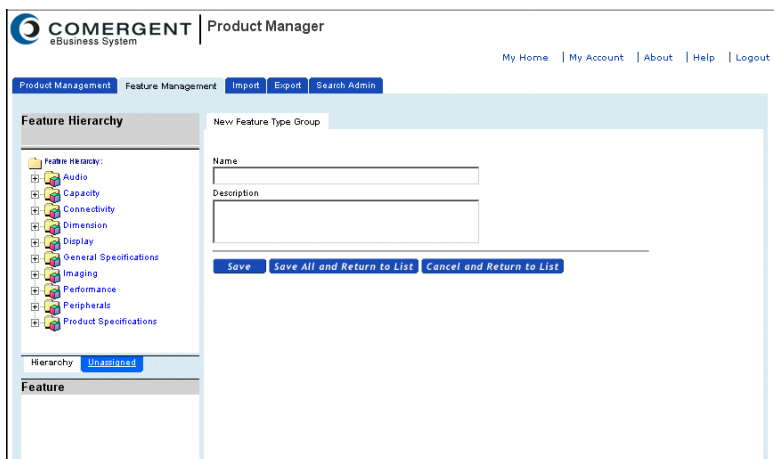 COMERGENT
eBusiness System
Product Manager
My Home | My Account | About | Help | Logout
Product Management Feature Management Import Export Search Admin
Feature Hierarchy
Feature Hierarchy:
Audio
Capacity
Connectivity
Dimension
Display
General Specifications
Imaging
Performance
Peripherals
Product Specifications
Hierarchy Unassigned
Feature
New Feature Type Group
Name
Description
Save Save All and Return to List Cancel and Return to List